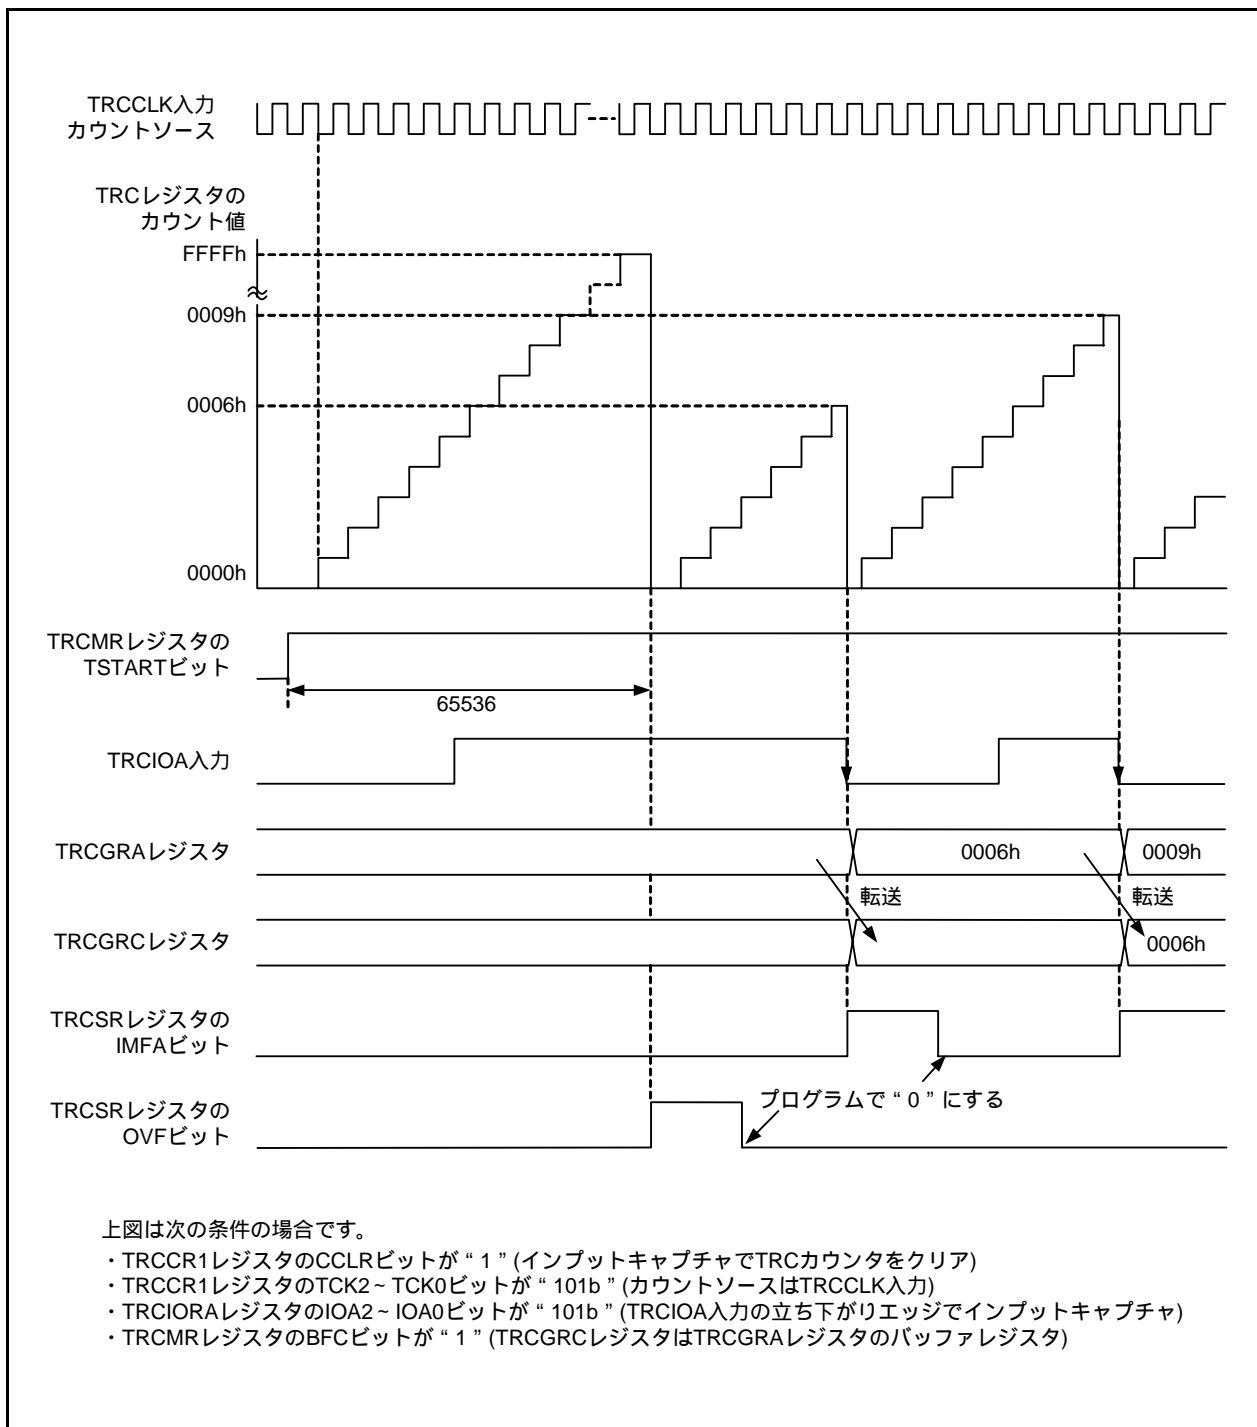 TRCCLK入力
カウントソース
TRCレジスタの
カウント値
FFFFh
0009h
0006h
0000h
TRCMRレジスタの
TSTARTビット
65536
TRCIOA入力
TRCGRAレジスタ
0006h
0009h
転送
転送
TRCGRCレジスタ
0006h
TRCSRレジスタの
IMFAビット
プログラムで“0”にする
TRCSRレジスタの
OVFビット
上図は次の条件の場合です。
・TRCCR1レジスタのCCLRビットが“1”(インプットキャプチャでTRCカウンタをクリア)
・TRCCR1レジスタのTCK2~TCK0ビットが“101b”(カウントソースはTRCCLK入力)
・TRCIORAレジスタのIOA2~IOA0ビットが“101b”(TRCIOA入力の立ち下がりエッジでインプットキャプチャ)
・TRCMRレジスタのBFCビットが“1”(TRCGRCレジスタはTRCGRAレジスタのバッファレジスタ)